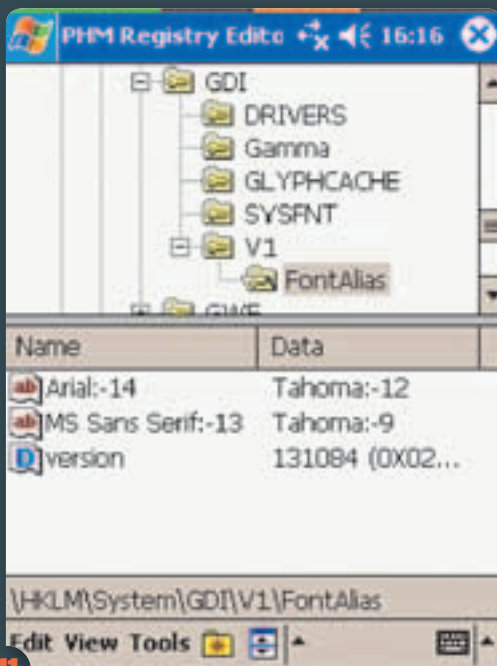 PHM Registry Edito 16:16
GDI
DRIVERS
Gamma
GLYPHCACHE
SYSFNT
V1
FontAlias
GWE
Name Data
Arial:-14 Tahoma:-12
MS Sans Serif:-13 Tahoma:-9
version 131084 (0X02...
\HKLM\System\GDI\V1\FontAlias
Edit View Tools